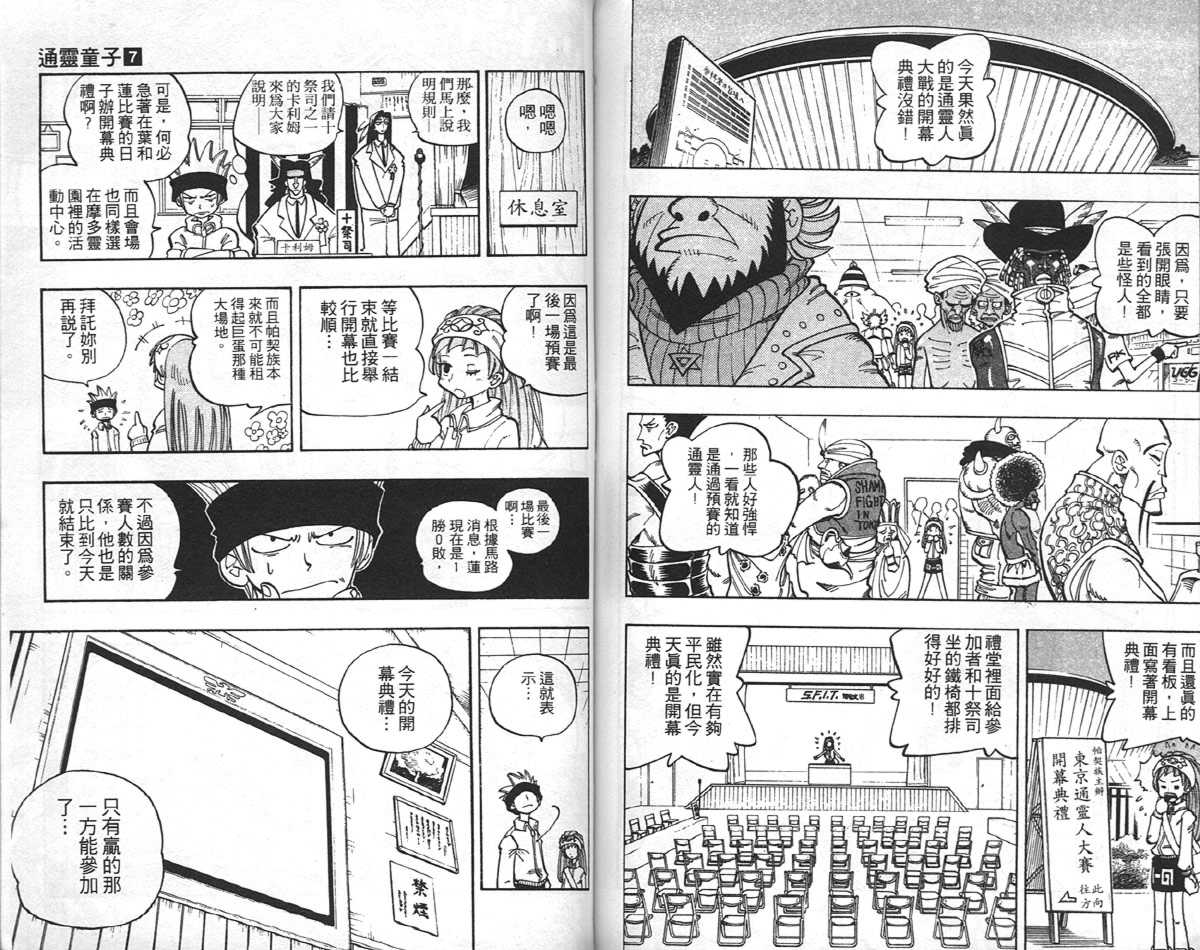 今天果然真
的是通靈人
大戰的開幕
典禮沒錯！
因為，只要
張開眼睛，
看到的全都
是些怪人！
UGG
那些人好強悍
，一看就知道
是通過預賽的
通靈人！
SHAM
FIGHT
IN
TOK
而且還真的
有看板，上
面寫著開幕
典禮！
帕契族主辦
東京通霊人大賽
開幕典禮
此向
往方
禮堂裡面給參
加者和十祭司
坐的鐵椅都排
得好好的！
S.F.I.T.
雖然實在有夠
平民化，但今
天真的是開幕
典禮！
通靈童子7
嗯嗯
嗯，
休息室
那麼，我
們馬上說
明規則—
我們請十
祭司之一
的卡利姆
來為大家
說明—
十祭司
卡利姆
可是，何必
急著在葉和
蓮比賽的日
子辦開幕典
禮啊？
而且會場
也同樣選
在摩多靈
園裡的活
動中心。
因為這是最
後一場預賽
了啊！
等比賽一結
束就直接舉
行開幕也比
較順…
而且帕契族本
來就不可能租
得起巨蛋那種
大場地。
拜託妳別
再説了。
最後一
場比賽
啊…
根據馬路
消息，蓮
現在是1
勝0敗，
不過因為參
賽人數的關
係，他也是
只比到今天
就結束了。
這就表
示…
今天的開
幕典禮…
禁煙
只有贏的那
一方能參加
了…